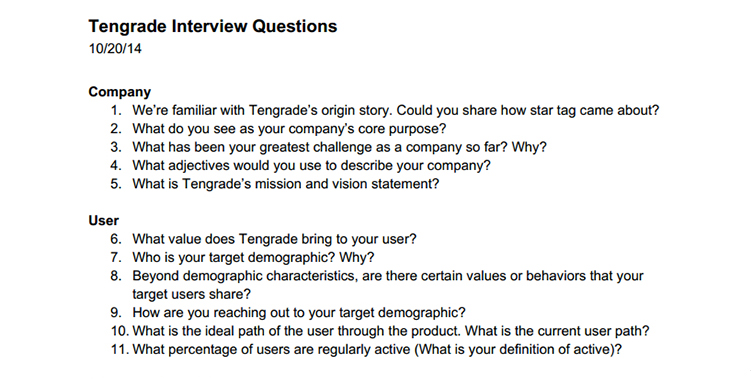 Tengrade Interview Questions
10/20/14
Company
1. We're familiar with Tengrade's origin story. Could you share how star tag came about?
2. What do you see as your company's core purpose?
3. What has been your greatest challenge as a company so far? Why?
4. What adjectives would you use to describe your company?
5. What is Tengrade's mission and vision statement?
User
6. What value does Tengrade bring to your user?
7. Who is your target demographic? Why?
8. Beyond demographic characteristics, are there certain values or behaviors that your
target users share?
9. How are you reaching out to your target demographic?
10. What is the ideal path of the user through the product. What is the current user path?
11. What percentage of users are regularly active (What is your definition of active)?